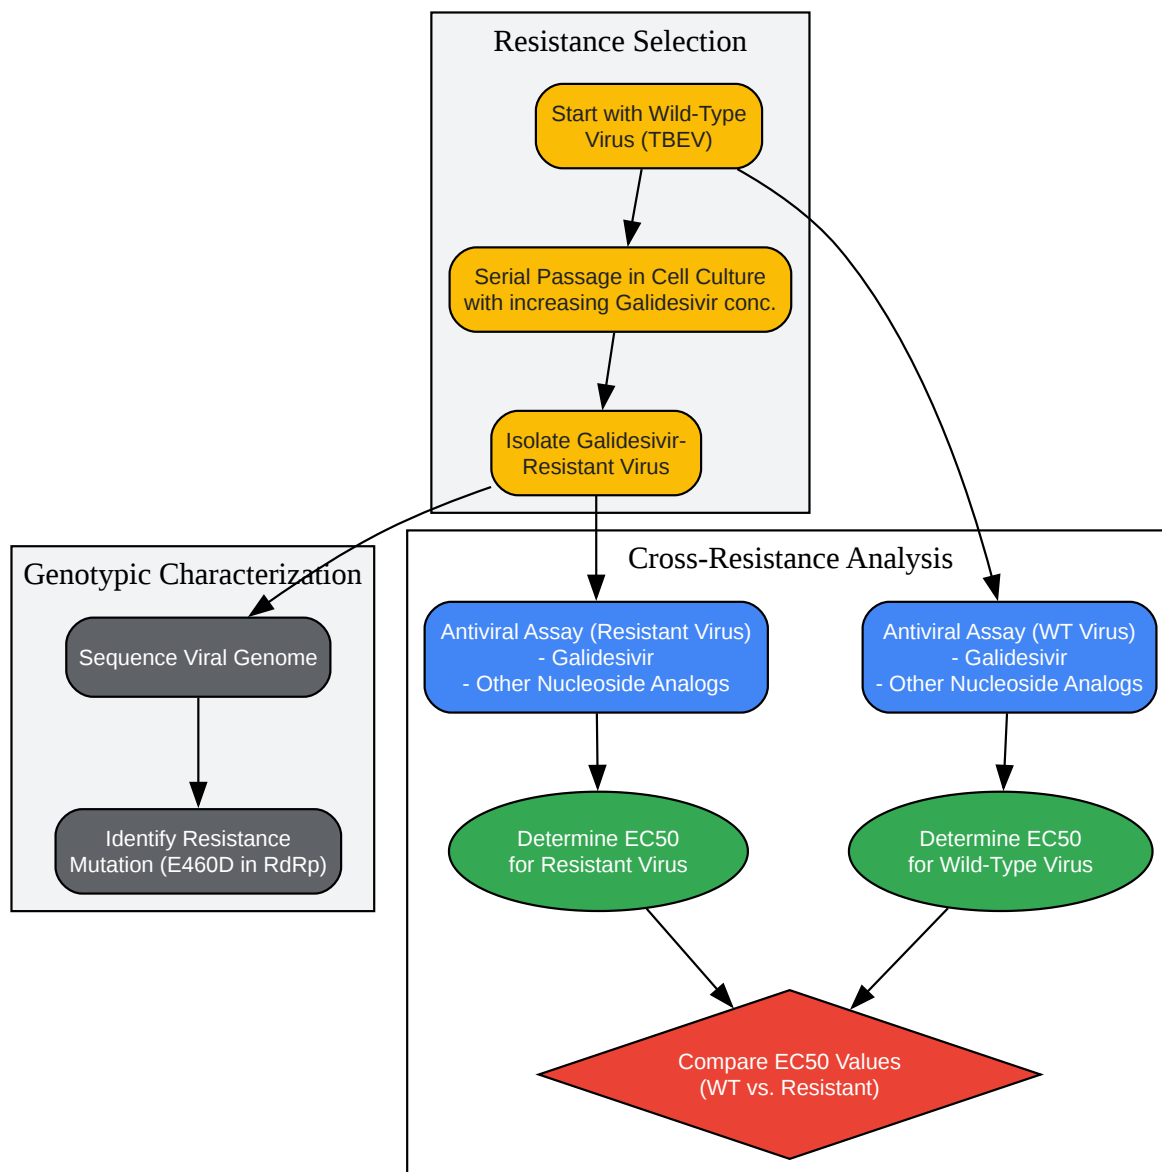 Resistance Selection
Start with Wild-Type
Virus (TBEV)
Serial Passage in Cell Culture
with increasing Galidesivir conc.
Isolate Galidesivir-
Resistant Virus
Genotypic Characterization
Sequence Viral Genome
Identify Resistance
Mutation (E460D in RdRp)
Cross-Resistance Analysis
Antiviral Assay (Resistant Virus)
- Galidesivir
- Other Nucleoside Analogs
Antiviral Assay (WT Virus)
- Galidesivir
- Other Nucleoside Analogs
Determine EC50
for Resistant Virus
Determine EC50
for Wild-Type Virus
Compare EC50 Values
(WT vs. Resistant)